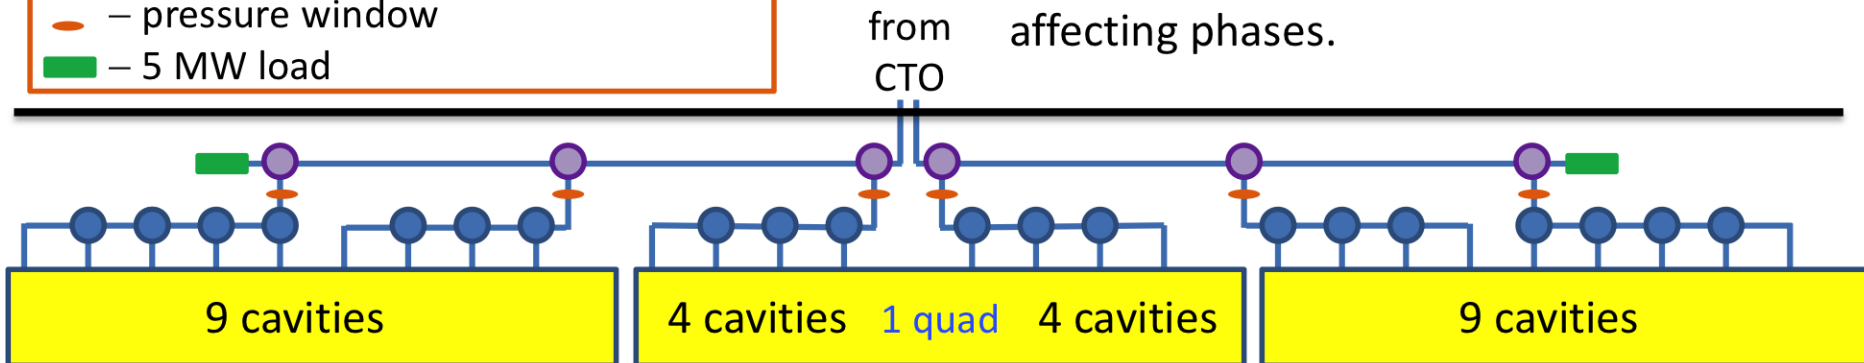 – pressure window
– 5 MW load
from
CTO
affecting phases.
9 cavities
4 cavities 1 quad 4 cavities
9 cavities